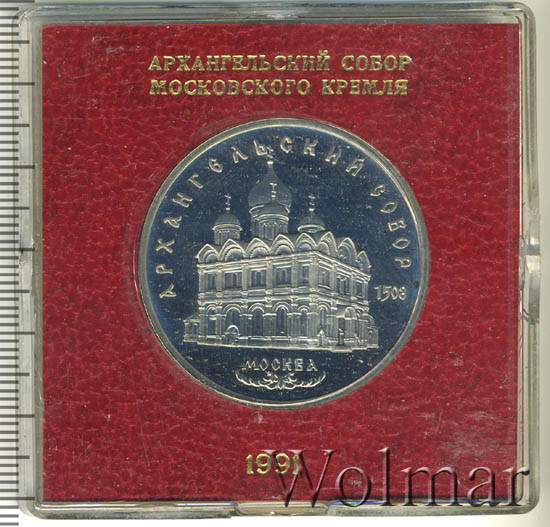 АРХАНГЕЛЬСКИЙ СОБОР
МОСКОВСКОГО КРЕМЛЯ
АРХАНГЕЛЬСКИЙ СОБОР
1508
МОСКВА
1991
Wolmar